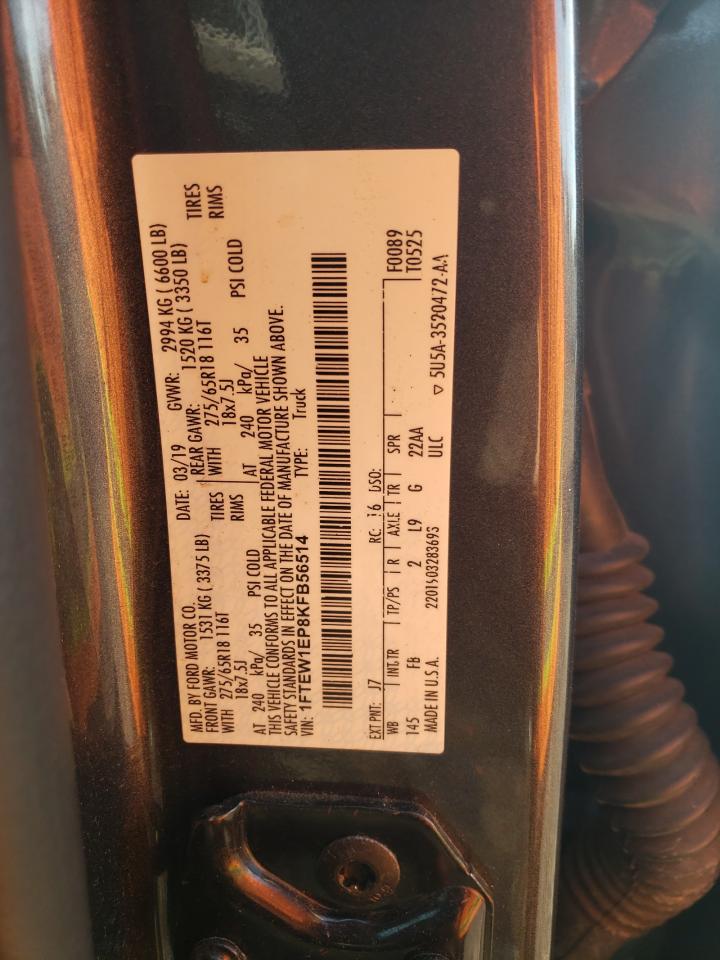 MFD. BY FORD MOTOR CO.
DATE: 03/19 GVWR: 2994 KG ( 6600 LB)
FRONT GAWR: 1531 KG ( 3375 LB) REAR GAWR: 1520 KG ( 3350 LB)
WITH 275/65R18 116T TIRES WITH 275/65R18 116T TIRES
18x7.5J RIMS 18x7.5J RIMS
AT 240 kPa/ 35 PSI COLD AT 240 kPa/ 35 PSI COLD
THIS VEHICLE CONFORMS TO ALL APPLICABLE FEDERAL MOTOR VEHICLE
SAFETY STANDARDS IN EFFECT ON THE DATE OF MANUFACTURE SHOWN ABOVE.
VIN: 1FTEW1EP8KFB56514 TYPE: Truck
EXT PNT: J7 RC: 16 DSO: F0089
WB INT.TR TP/PS R AXLE TR SPR T0525
145 FB 2 L9 G 22AA
MADE IN U.S.A. ULC 5U5A-3520472-AA